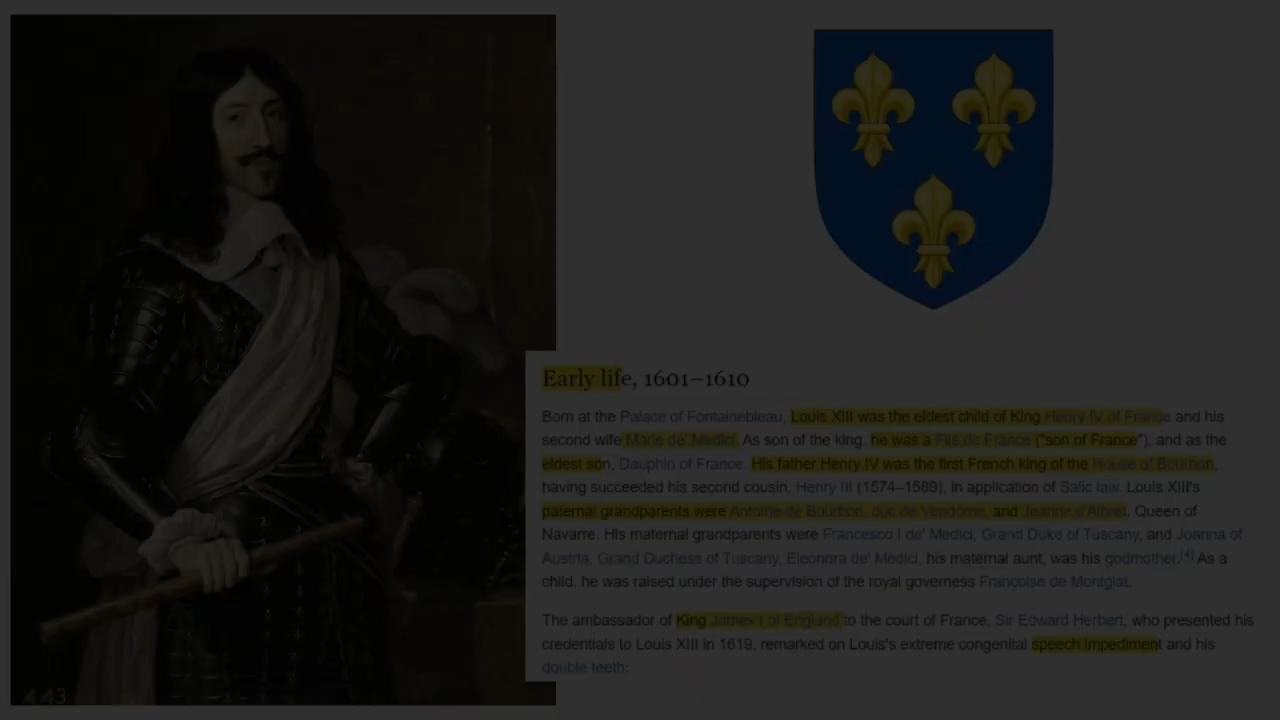 Early life, 1601–1610
Born at the Palace of Fontainebleau, Louis XIII was the eldest child of King Henry IV of France and his
second wife Marie de' Medici. As son of the king, he was a Fils de France ("son of France"), and as the
eldest son, Dauphin of France. His father Henry IV was the first French king of the House of Bourbon,
having succeeded his second cousin, Henry III (1574–1589), in application of Salic law. Louis XIII's
paternal grandparents were Antoine de Bourbon, duc de Vendôme, and Jeanne d'Albret, Queen of
Navarre. His maternal grandparents were Francesco I de' Medici, Grand Duke of Tuscany, and Joanna of
Austria, Grand Duchess of Tuscany, Eleonora de' Medici, his maternal aunt, was his godmother.[4] As a
child, he was raised under the supervision of the royal governess Françoise de Montglat.
The ambassador of King James I of England to the court of France, Sir Edward Herbert, who presented his
credentials to Louis XIII in 1619, remarked on Louis's extreme congenital speech impediment and his
double teeth:
443